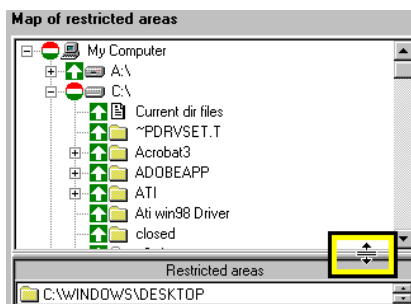 Map of restricted areas
My Computer
A:\
C:\
Current dir files
~PDRVSET.T
Acrobat3
ADOBEAPP
ATI
Ati win98 Driver
closed
Restricted areas
C:\WINDOWS\DESKTOP